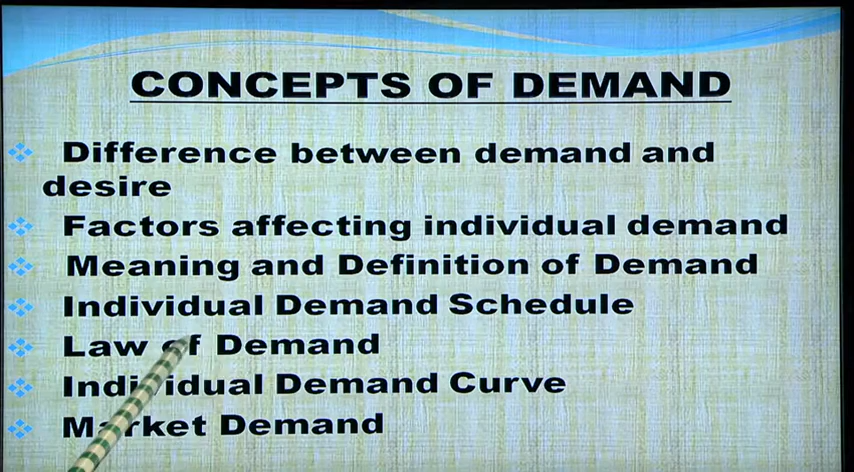 CONCEPTS OF DEMAND
Difference between demand and
desire
Factors affecting individual demand
Meaning and Definition of Demand
Individual Demand Schedule
Law of Demand
Individual Demand Curve
Market Demand